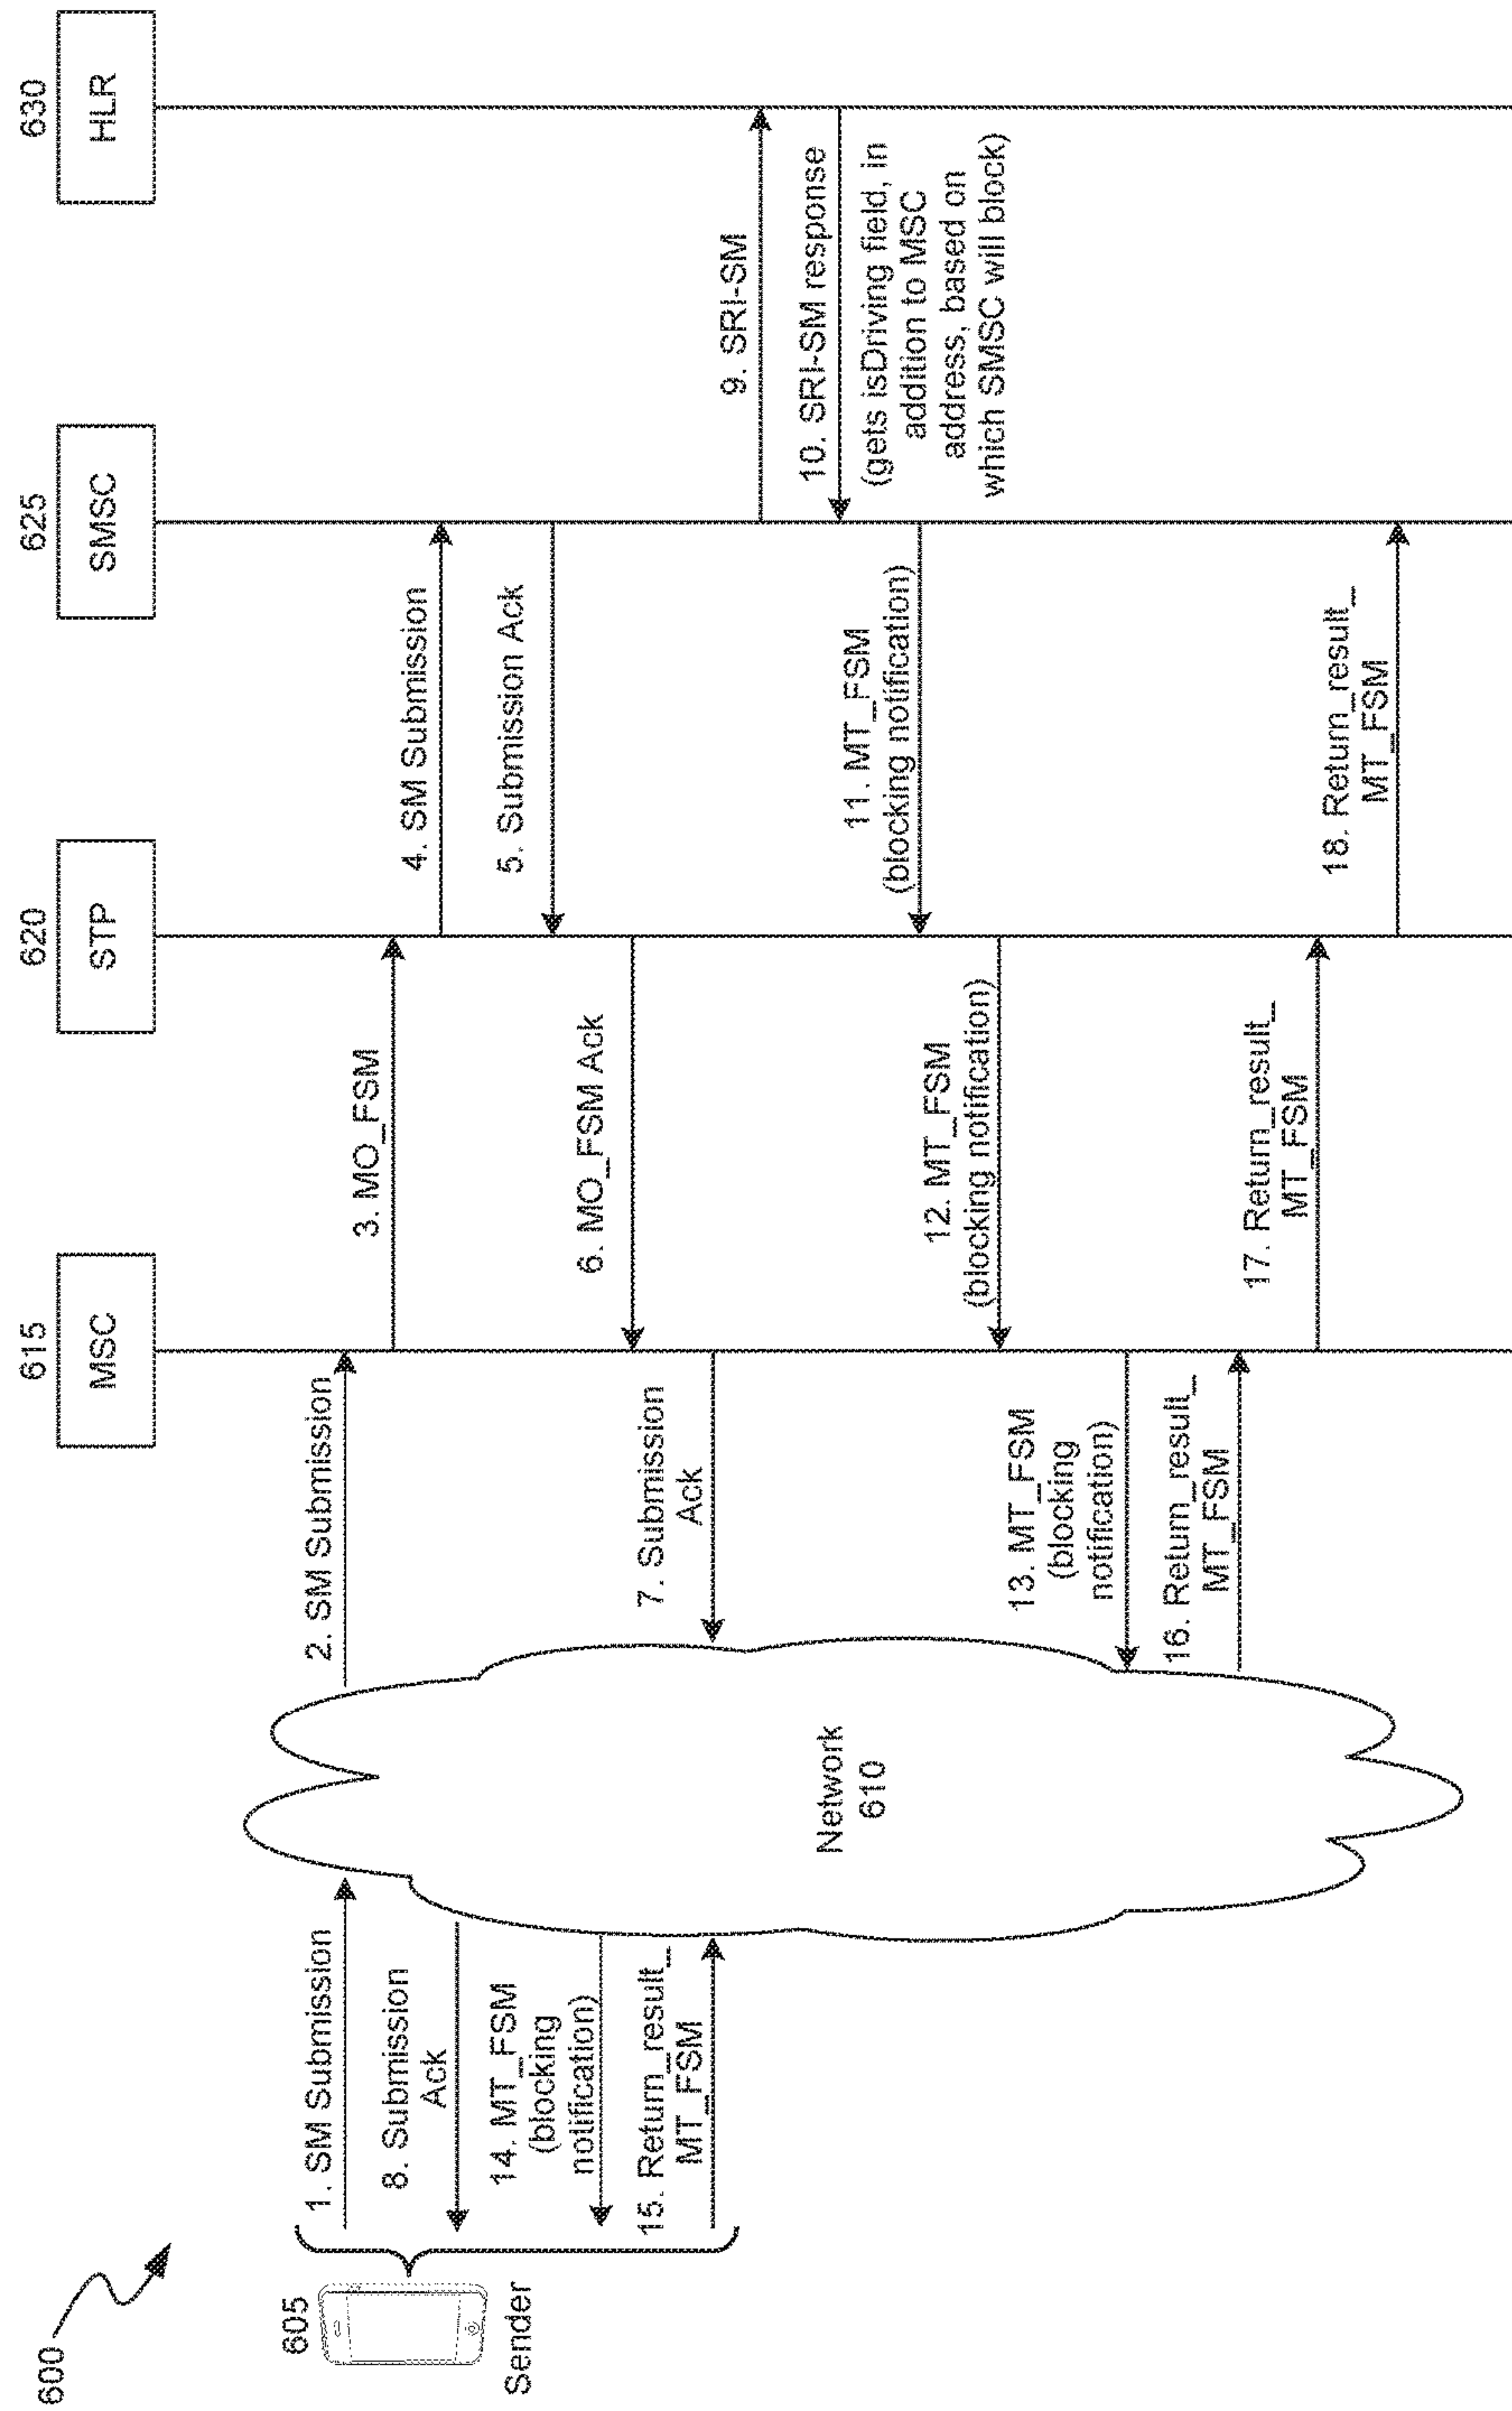 600
605
Sender
615
MSC
620
STP
625
SMSC
630
HLR
1. SM Submission
2. SM Submission
3. MO_FSM
4. SM Submission
5. Submission Ack
6. MO_FSM Ack
7. Submission
Ack
8. Submission
Ack
9. SRI-SM
10. SRI-SM response
(gets isDriving field, in
addition to MSC
address, based on
which SMSC will block)
11. MT_FSM
(blocking notification)
12. MT_FSM
(blocking notification)
13. MT_FSM
(blocking
notification)
14. MT_FSM
(blocking
notification)
15. Return_result_
MT_FSM
16. Return_result_
MT_FSM
17. Return_result_
MT_FSM
18. Return_result_
MT_FSM
Network
610